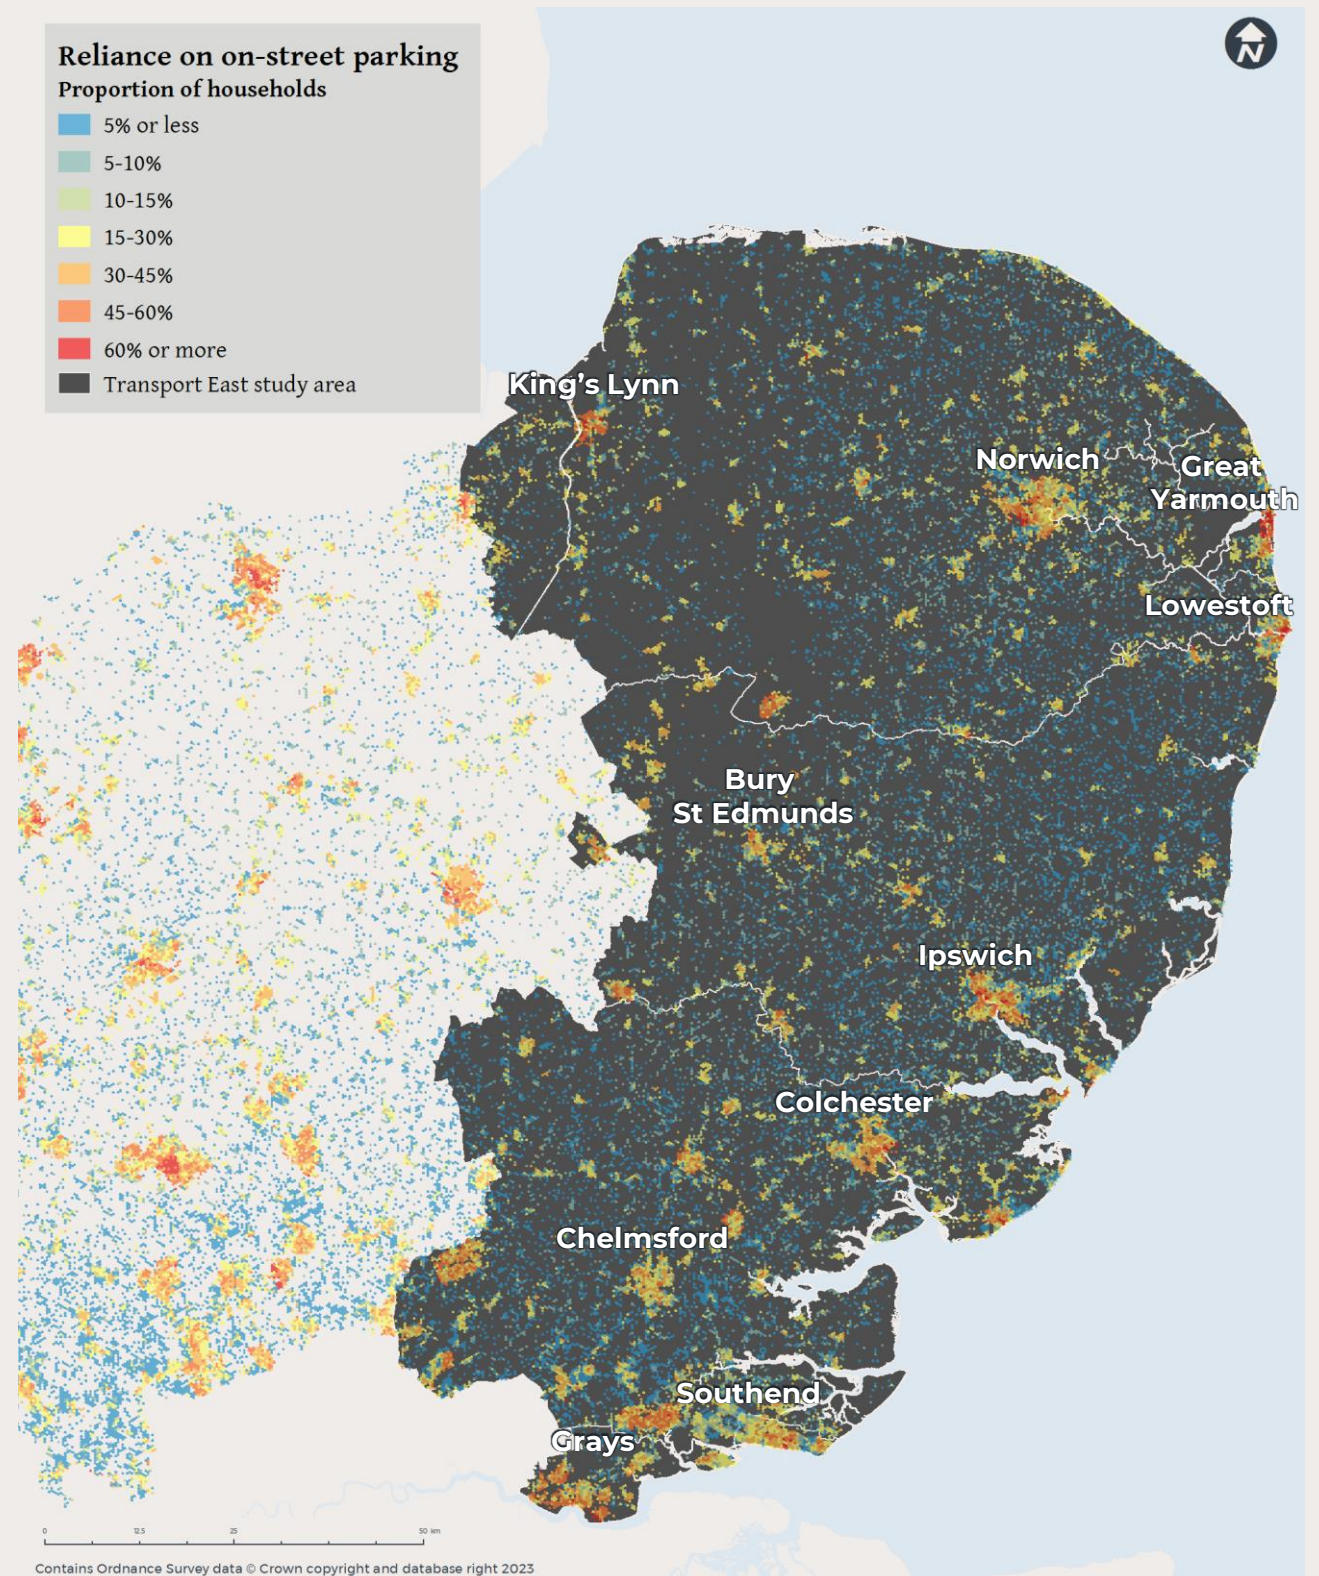 Reliance on on-street parking
Proportion of households
5% or less
5-10%
10-15%
15-30%
30-45%
45-60%
60% or more
Transport East study area
N
King's Lynn
Norwich
Great
Yarmouth
Lowestoft
Bury
St Edmunds
Ipswich
Colchester
Chelmsford
Southend
Grays
0 12.5 25 50 km
Contains Ordnance Survey data © Crown copyright and database right 2023